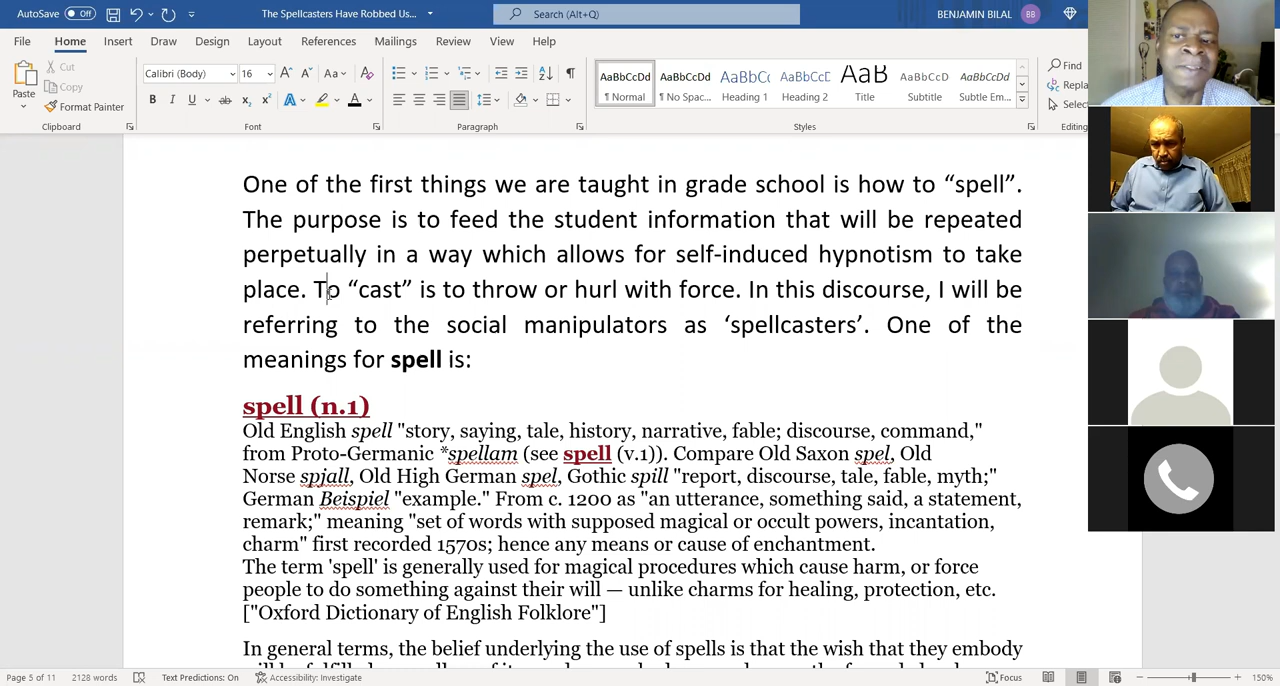 AutoSave Off The Spellcasters Have Robbed Us... Search (Alt+Q) BENJAMIN BILAL BB
File Home Insert Draw Design Layout References Mailings Review View Help
Paste
Cut
Copy
Format Painter
Clipboard
Calibri (Body) 16
Font
Paragraph
AaBbCcDd AaBbCcDd AaBbCc AaBbCcD AaB AaBbCcD AaBbCcDd
¶ Normal ¶ No Spac... Heading 1 Heading 2 Title Subtitle Subtle Em...
Styles
Find
Repla
Selec
Editing
One of the first things we are taught in grade school is how to “spell”.
The purpose is to feed the student information that will be repeated
perpetually in a way which allows for self-induced hypnotism to take
place. To “cast” is to throw or hurl with force. In this discourse, I will be
referring to the social manipulators as ‘spellcasters’. One of the
meanings for spell is:
spell (n.1)
Old English spell "story, saying, tale, history, narrative, fable; discourse, command,"
from Proto-Germanic *spellam (see spell (v.1)). Compare Old Saxon spel, Old
Norse spjall, Old High German spel, Gothic spill "report, discourse, tale, fable, myth;"
German Beispiel "example." From c. 1200 as "an utterance, something said, a statement,
remark;" meaning "set of words with supposed magical or occult powers, incantation,
charm" first recorded 1570s; hence any means or cause of enchantment.
The term 'spell' is generally used for magical procedures which cause harm, or force
people to do something against their will — unlike charms for healing, protection, etc.
["Oxford Dictionary of English Folklore"]
In general terms, the belief underlying the use of spells is that the wish that they embody
Page 5 of 11 2128 words Text Predictions: On Accessibility: Investigate Focus 150%